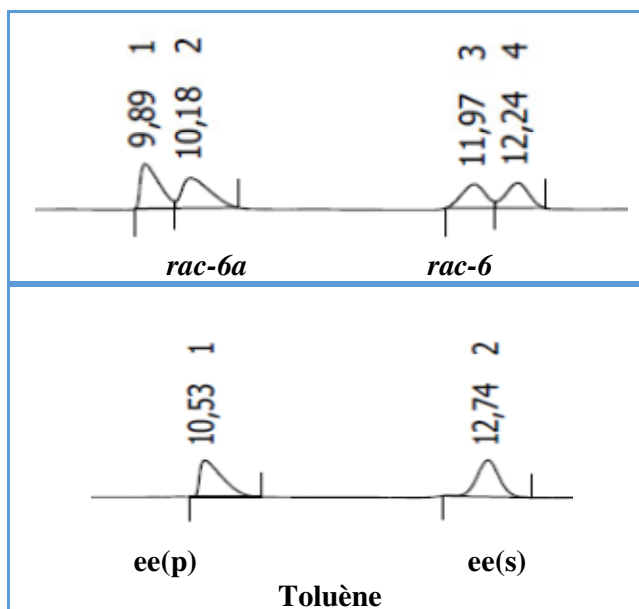 9,89 1
10,18 2
11,97 3
12,24 4
rac-6a rac-6
10,53 1
12,74 2
ee(p) ee(s)
Toluène